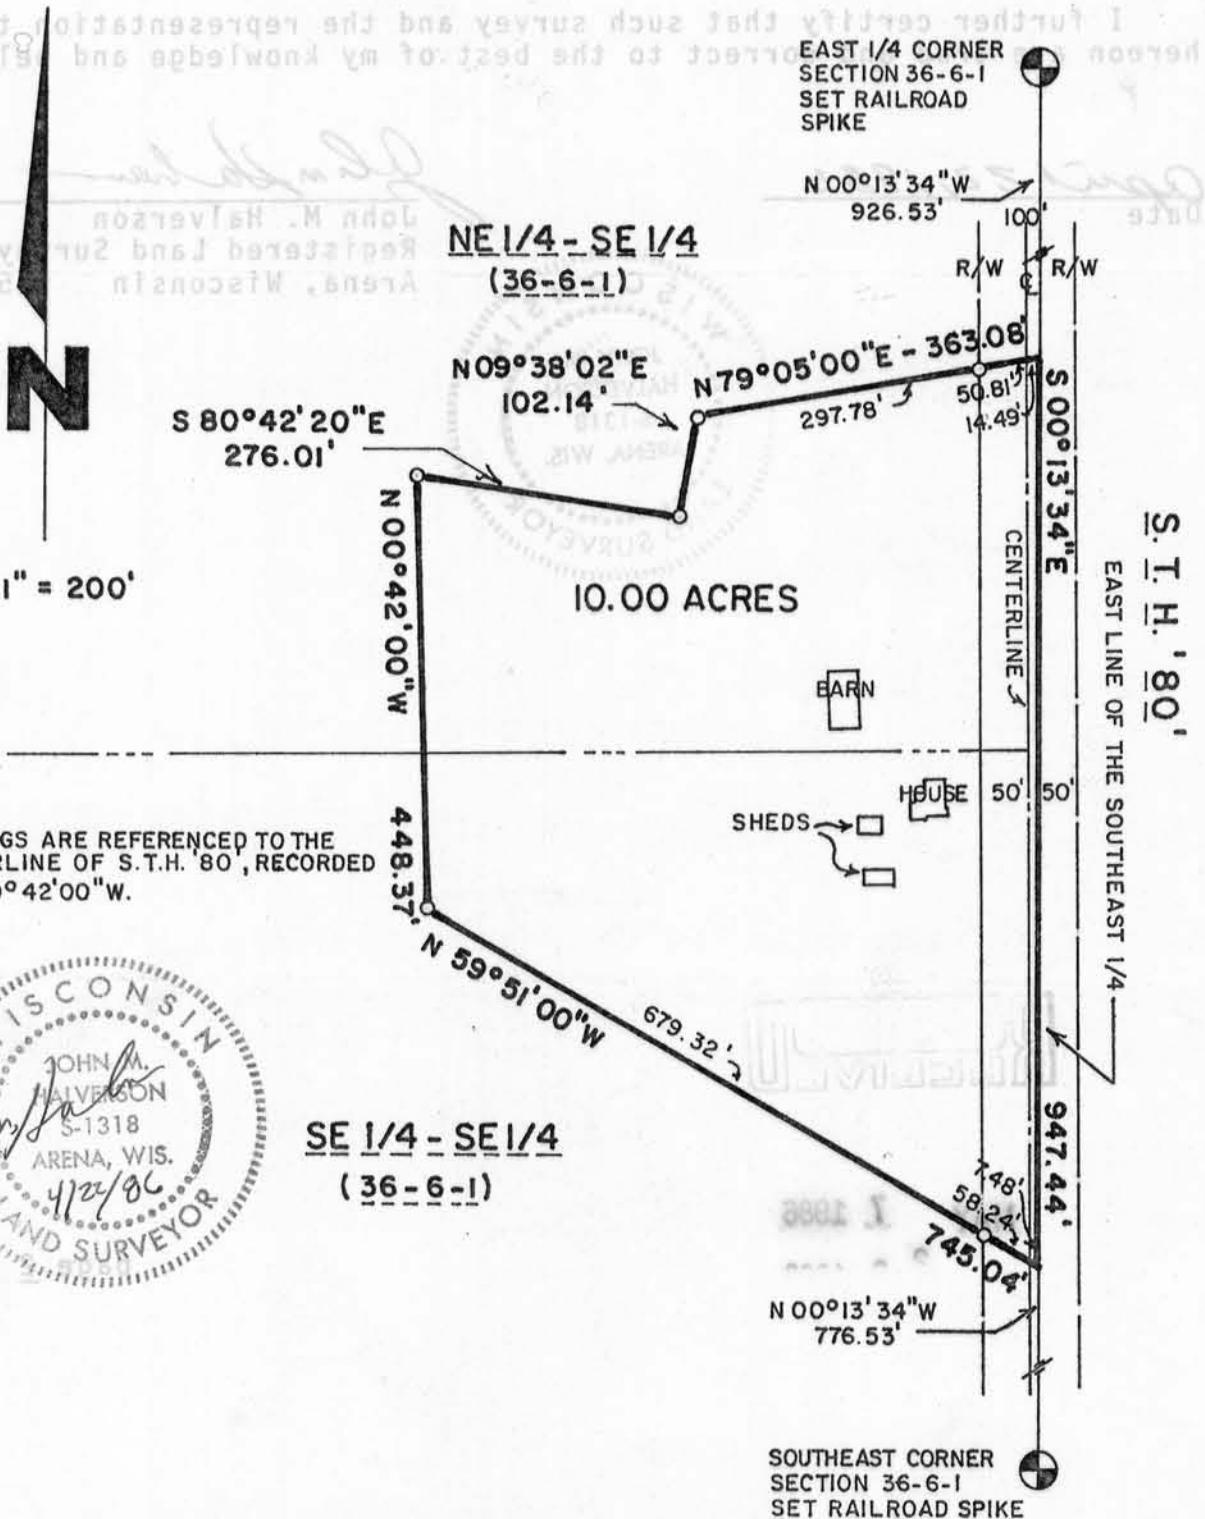 I further certify that such survey and the representation
hereon are correct to the best of my knowledge and
Date
John M. Halverson
Registered Land
Arena, Wisconsin
EAST 1/4 CORNER
SECTION 36-6-1
SET RAILROAD
SPIKE
N 00°13'34"W
926.53'
100'
R/W
R/W
NE 1/4 - SE 1/4
(36-6-1)
N 09°38'02"E
102.14'
N 79°05'00"E - 363.08'
297.78'
50.81'
14.49'
S 80°42'20"E
276.01'
N
1" = 200'
N 00°42'00"W
448.37'
10.00 ACRES
S 00°13'34"E
947.44'
CENTERLINE
S. T. H. '80'
EAST LINE OF THE SOUTHEAST 1/4
BARN
HOUSE
50'
50'
SHEDS
GS ARE REFERENCED TO THE
RLINE OF S.T.H. '80', RECORDED
0°42'00"W.
N 59°51'00"W
679.32'
7.48'
58.24'
745.04'
WISCONSIN
JOHN M.
HALVERSON
S-1318
ARENA, WIS.
4/22/86
LAND SURVEYOR
SE 1/4 - SE 1/4
(36-6-1)
7 1986
page
N 00°13'34"W
776.53'
SOUTHEAST CORNER
SECTION 36-6-1
SET RAILROAD SPIKE